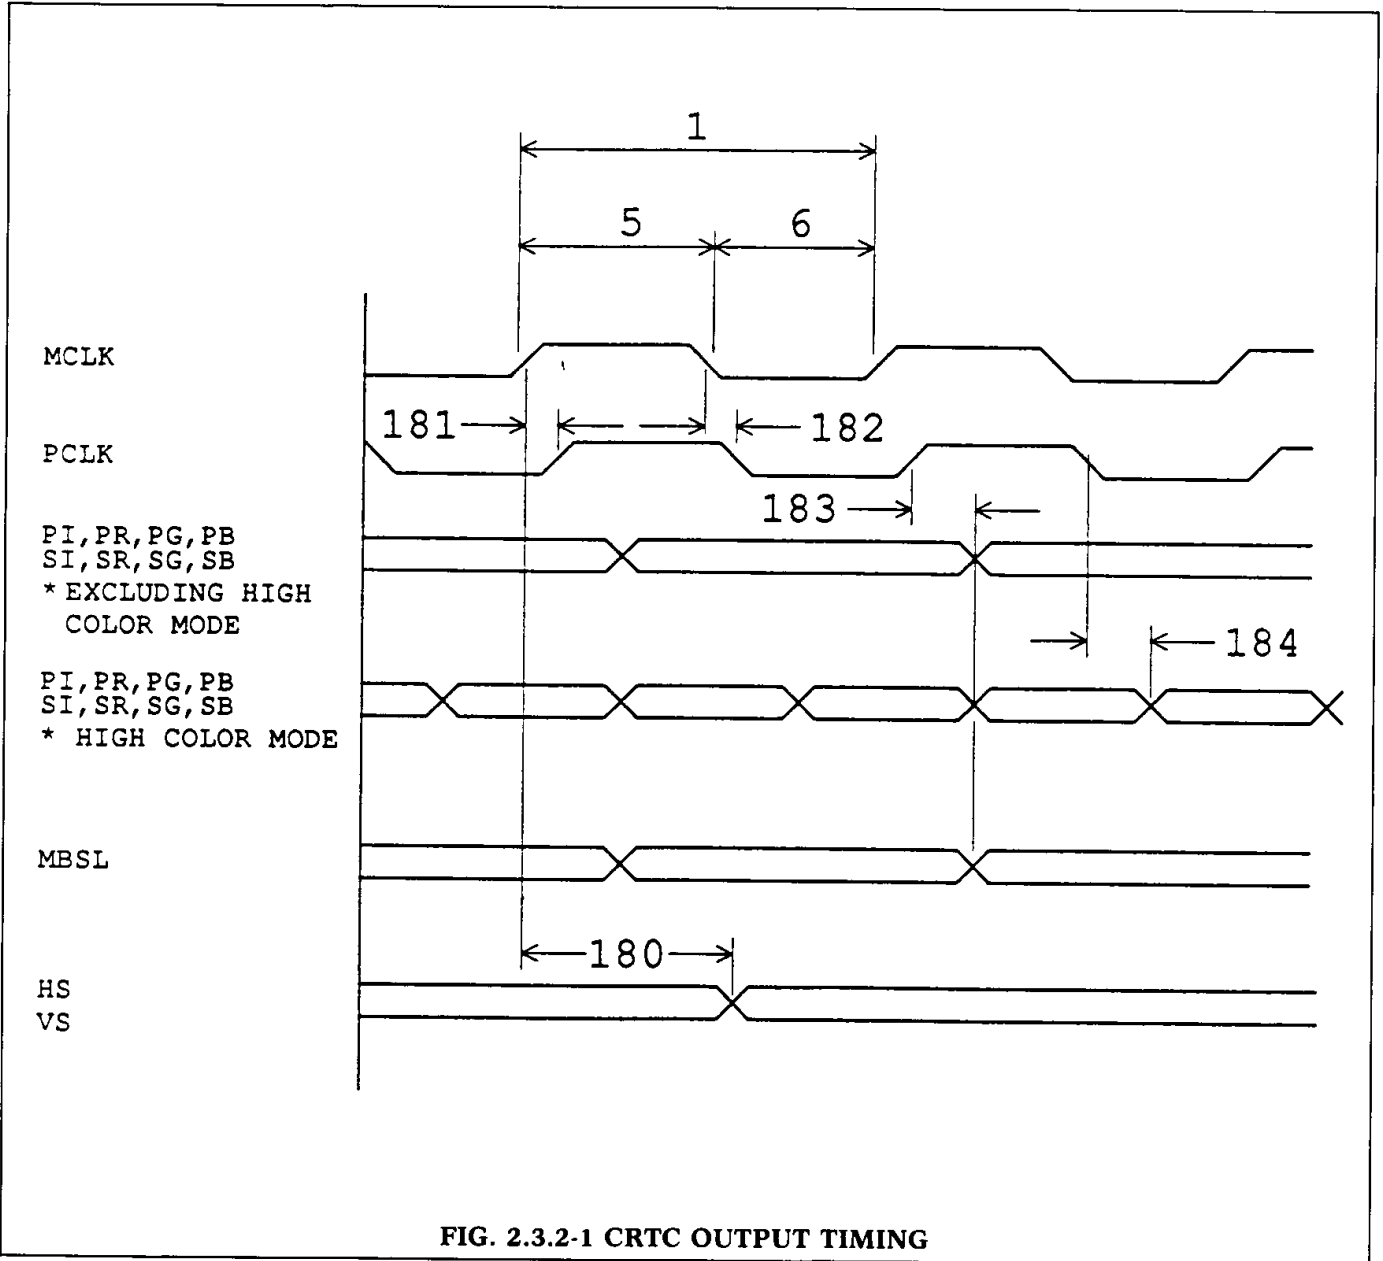 1
5 6
MCLK
181 182
PCLK
183
PI,PR,PG,PB
SI,SR,SG,SB
* EXCLUDING HIGH
COLOR MODE
184
PI,PR,PG,PB
SI,SR,SG,SB
* HIGH COLOR MODE
MBSL
180
HS
VS
FIG. 2.3.2-1 CRTC OUTPUT TIMING